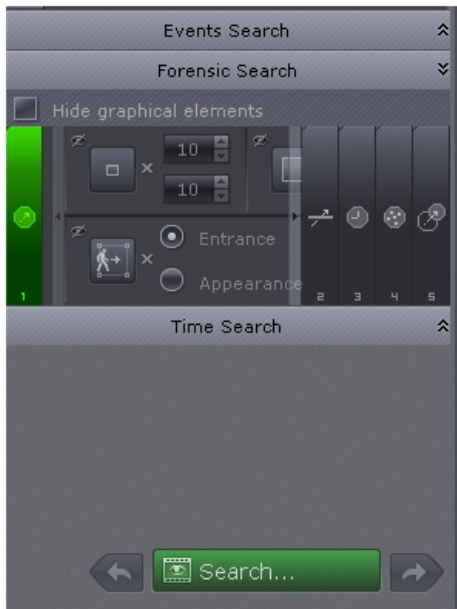 Events Search
Forensic Search
Hide graphical elements
10
10
Entrance
Appearance
1 2 3 4 5
Time Search
Search...